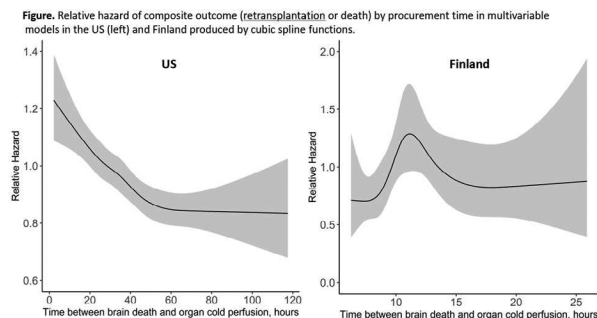 Figure. Relative hazard of composite outcome (retransplantation or death) by procurement time in multivariable
models in the US (left) and Finland produced by cubic spline functions.
US
Relative Hazard
1.4
1.2
1.0
0.8
0.6
0 20 40 60 80 100 120
Time between brain death and organ cold perfusion, hours
Finland
Relative Hazard
2.0
1.5
1.0
0.5
0.0
10 15 20 25
Time between brain death and organ cold perfusion, hours